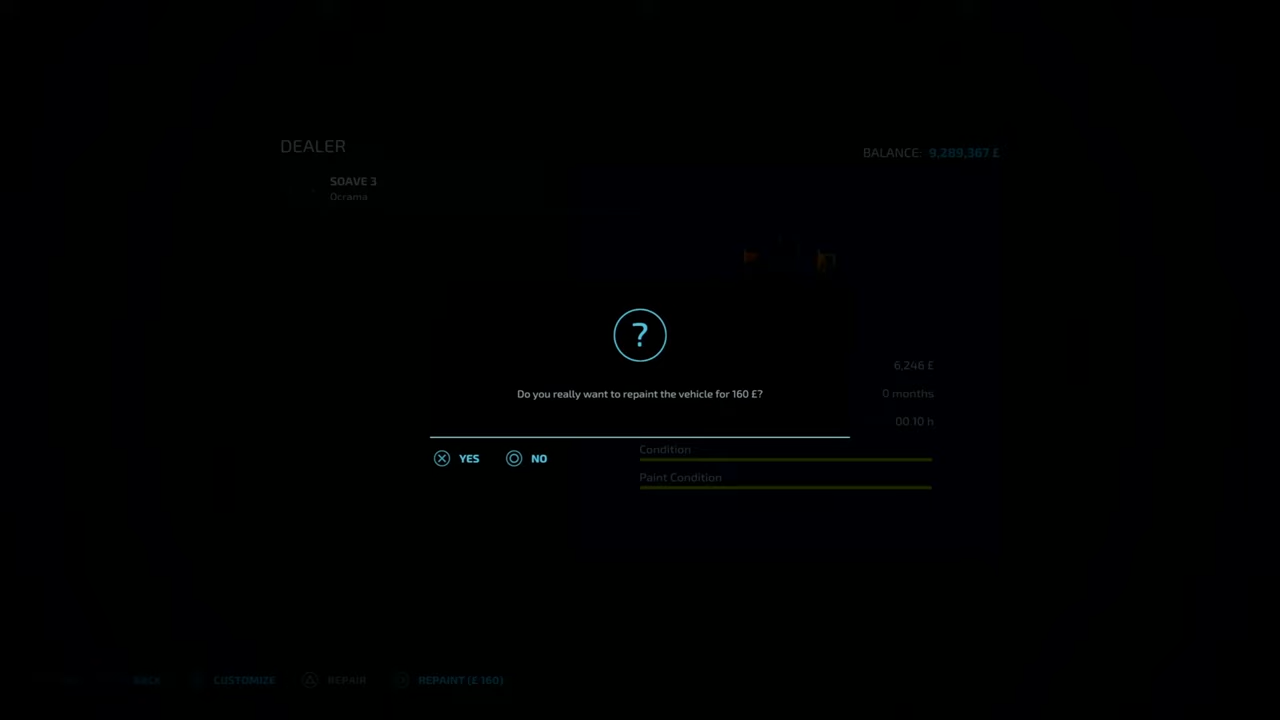 DEALER
BALANCE: 9,289,367 £
SOAVE 3
Ocrama
6,246 £
?
Do you really want to repaint the vehicle for 160 £?
0 months
00:10 h
YES NO
Condition
Paint Condition
BACK CUSTOMIZE REPAIR REPAINT (£ 160)